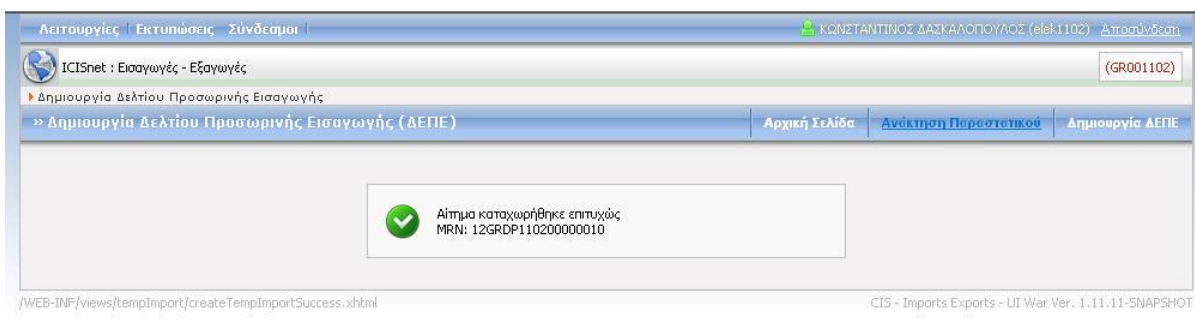 Λειτουργίες Εκτυπώσεις Σύνδεσμοι ΚΩΝΣΤΑΝΤΙΝΟΣ ΔΑΣΚΑΛΟΠΟΥΛΟΣ (elek1102) Αποσύνδεση
ICISnet : Εισαγωγές - Εξαγωγές (GR001102)
Δημιουργία Δελτίου Προσωρινής Εισαγωγής
» Δημιουργία Δελτίου Προσωρινής Εισαγωγής (ΔΕΠΕ) Αρχική Σελίδα Ανάκτηση Παραστατικού Δημιουργία ΔΕΠΕ
Αίτημα καταχωρήθηκε επιτυχώς
MRN: 12GRDP110200000010
/WEB-INF/views/tempImport/createTempImportSuccess.xhtml CIS - Imports Exports - UI War Ver. 1.11.11-SNAPSHOT